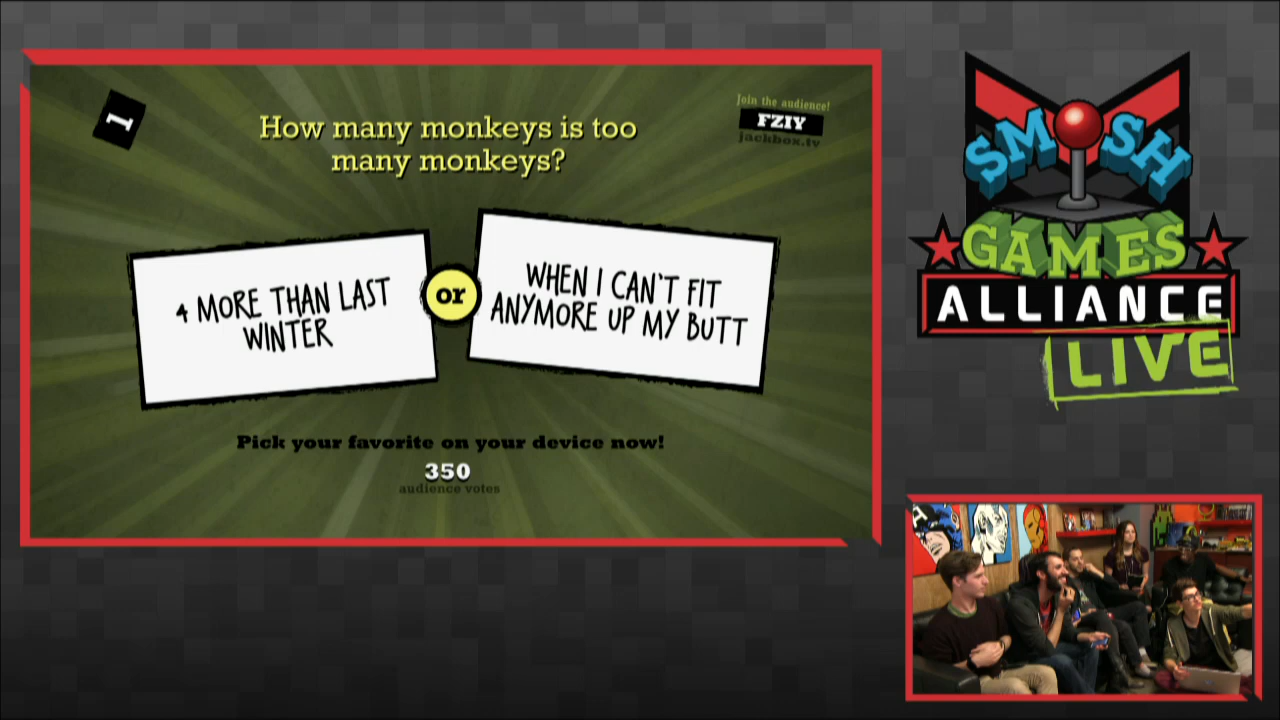 1
How many monkeys is too
many monkeys?
Join the audience!
FZIY
jackbox.tv
4 MORE THAN LAST
WINTER
or
WHEN I CAN'T FIT
ANYMORE UP MY BUTT
Pick your favorite on your device now!
350
audience votes
SMOSH
GAMES
ALLIANCE
LIVE